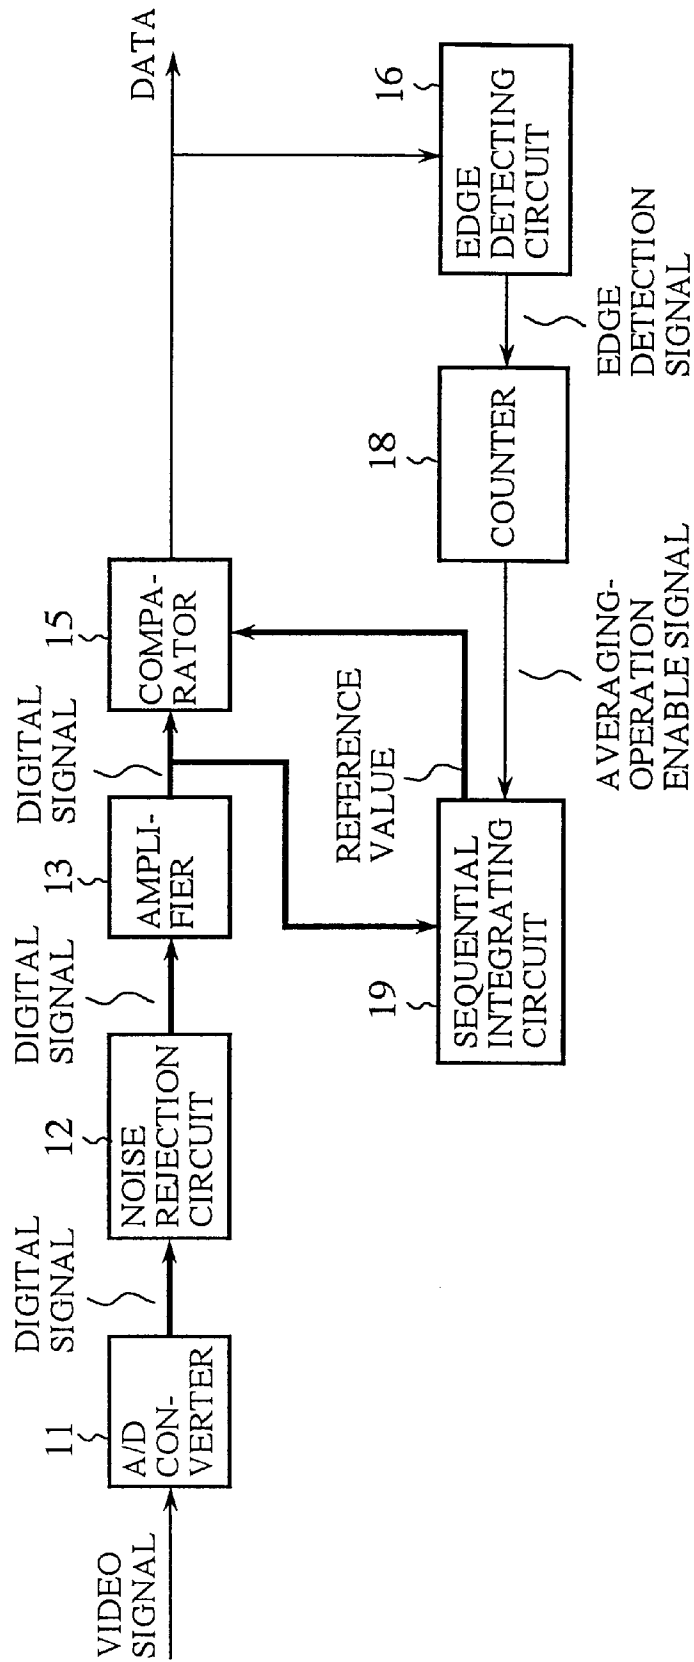 VIDEO
SIGNAL
11
A/D
CON-
VERTER
DIGITAL
SIGNAL
12
NOISE
REJECTION
CIRCUIT
DIGITAL
SIGNAL
13
AMPLI-
FIER
DIGITAL
SIGNAL
15
COMPA-
RATOR
DATA
REFERENCE
VALUE
19
SEQUENTIAL
INTEGRATING
CIRCUIT
AVERAGING-
OPERATION
ENABLE SIGNAL
18
COUNTER
EDGE
DETECTION
SIGNAL
16
EDGE
DETECTING
CIRCUIT